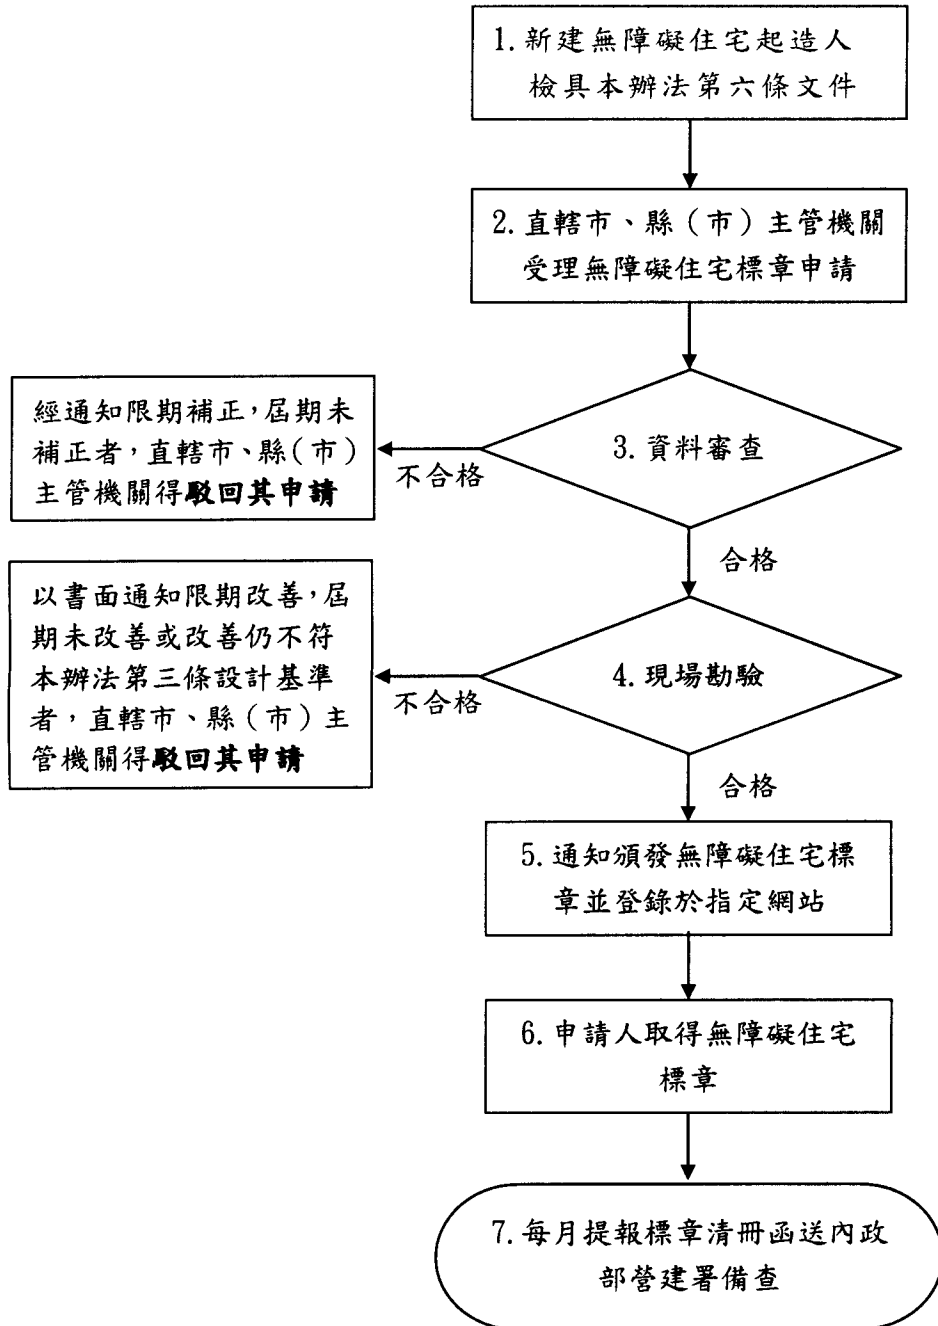 1.新建無障礙住宅起造人
檢具本辦法第六條文件
2.直轄市、縣（市）主管機關
受理無障礙住宅標章申請
3.資料審查
不合格
經通知限期補正，屆期未
補正者，直轄市、縣（市）
主管機關得駁回其申請
合格
4.現場勘驗
不合格
以書面通知限期改善，屆
期未改善或改善仍不符
本辦法第三條設計基準
者，直轄市、縣（市）主
管機關得駁回其申請
合格
5.通知頒發無障礙住宅標
章並登錄於指定網站
6.申請人取得無障礙住宅
標章
7.每月提報標章清冊函送內政
部營建署備查